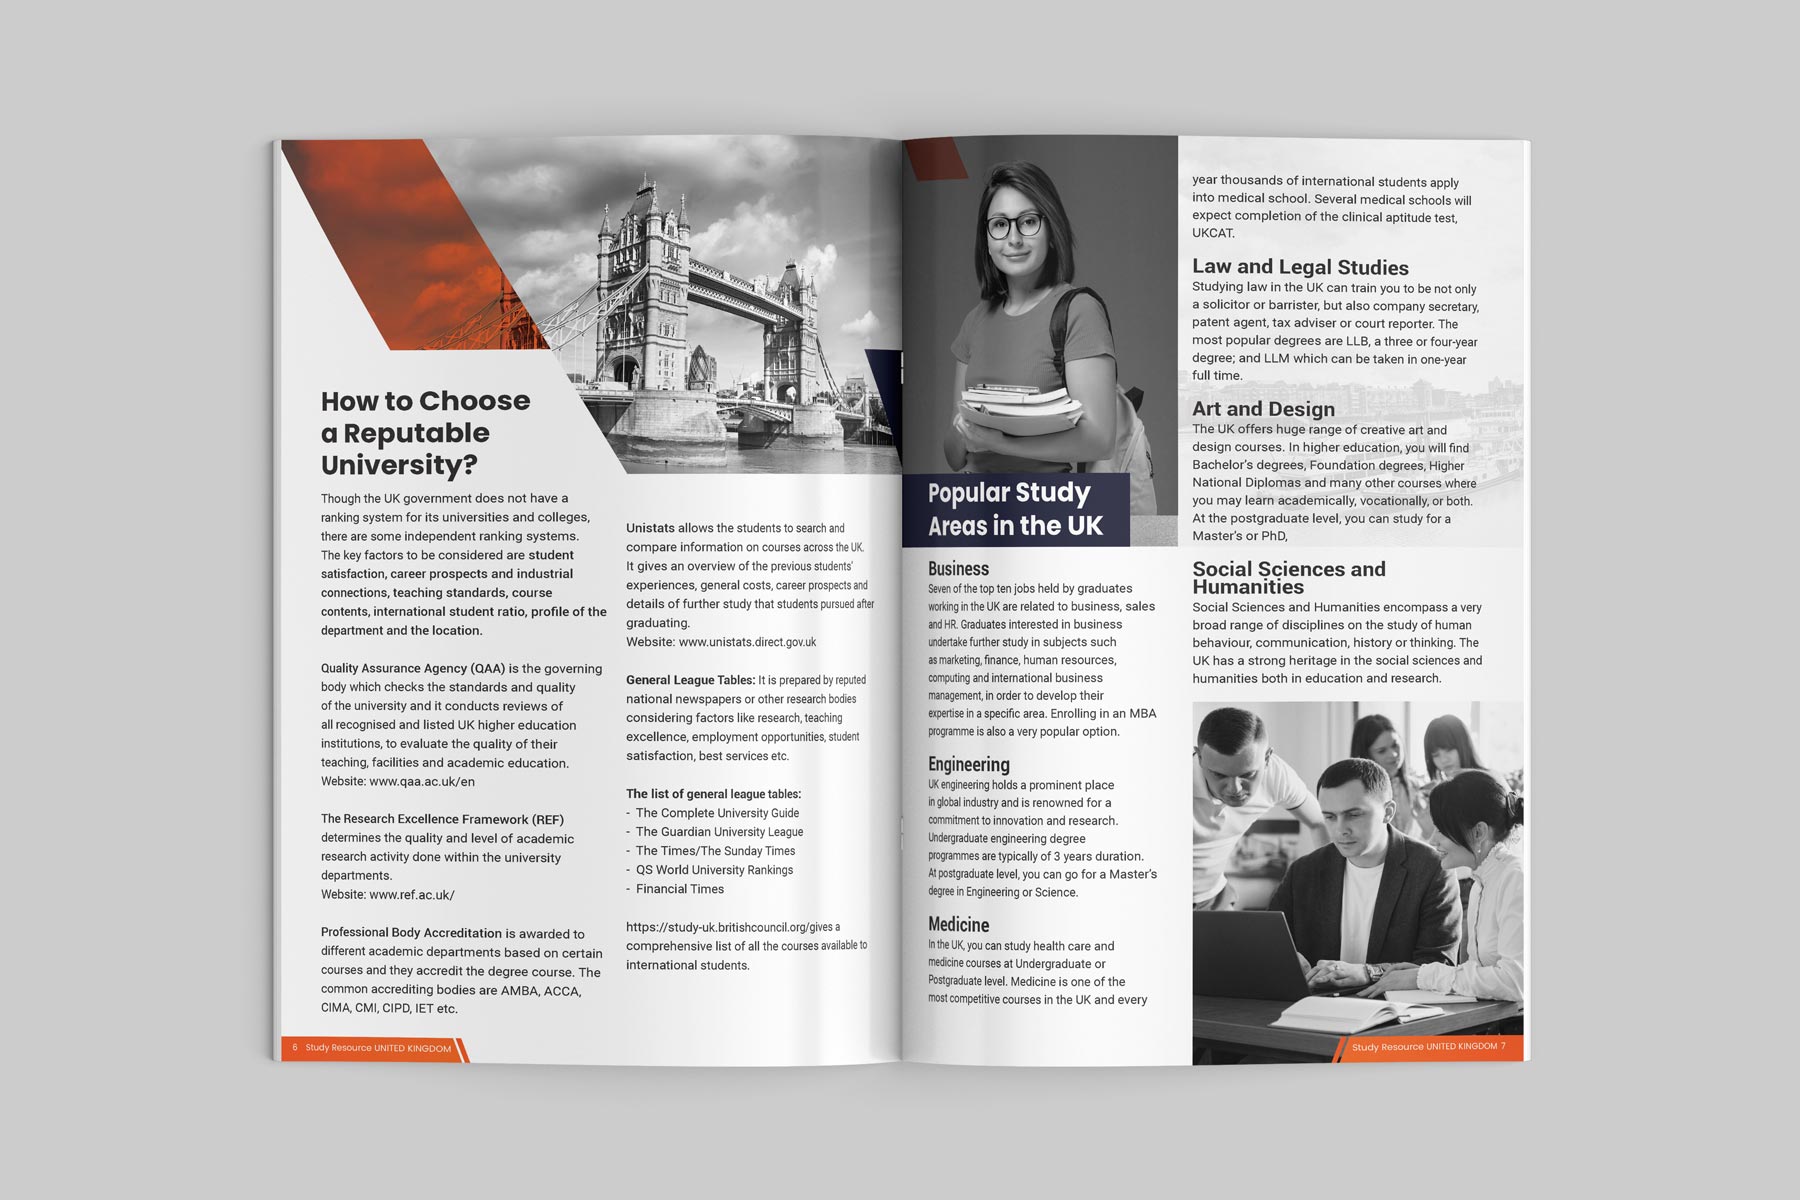 How to Choose
a Reputable
University?
Though the UK government does not have a
ranking system for its universities and colleges,
there are some independent ranking systems.
The key factors to be considered are student
satisfaction, career prospects and industrial
connections, teaching standards, course
contents, international student ratio, profile of the
department and the location.
Quality Assurance Agency (QAA) is the governing
body which checks the standards and quality
of the university and it conducts reviews of
all recognised and listed UK higher education
institutions, to evaluate the quality of their
teaching, facilities and academic education.
Website: www.qaa.ac.uk/en
The Research Excellence Framework (REF)
determines the quality and level of academic
research activity done within the university
departments.
Website: www.ref.ac.uk/
Professional Body Accreditation is awarded to
different academic departments based on certain
courses and they accredit the degree course. The
common accrediting bodies are AMBA, ACCA,
CIMA, CMI, CIPD, IET etc.
6 Study Resource UNITED KINGDOM
Unistats allows the students to search and
compare information on courses across the UK.
It gives an overview of the previous students'
experiences, general costs, career prospects and
details of further study that students pursued after
graduating.
Website: www.unistats.direct.gov.uk
General League Tables: It is prepared by reputed
national newspapers or other research bodies
considering factors like research, teaching
excellence, employment opportunities, student
satisfaction, best services etc.
The list of general league tables:
- The Complete University Guide
- The Guardian University League
- The Times/The Sunday Times
- QS World University Rankings
- Financial Times
https://study-uk.britishcouncil.org/gives a
comprehensive list of all the courses available to
international students.
Popular Study
Areas in the UK
Business
Seven of the top ten jobs held by graduates
working in the UK are related to business, sales
and HR. Graduates interested in business
undertake further study in subjects such
as marketing, finance, human resources,
computing and international business
management, in order to develop their
expertise in a specific area. Enrolling in an MBA
programme is also a very popular option.
Engineering
UK engineering holds a prominent place
in global industry and is renowned for a
commitment to innovation and research.
Undergraduate engineering degree
programmes are typically of 3 years duration.
At postgraduate level, you can go for a Master's
degree in Engineering or Science.
Medicine
In the UK, you can study health care and
medicine courses at Undergraduate or
Postgraduate level. Medicine is one of the
most competitive courses in the UK and every
year thousands of international students apply
into medical school. Several medical schools will
expect completion of the clinical aptitude test,
UKCAT.
Law and Legal Studies
Studying law in the UK can train you to be not only
a solicitor or barrister, but also company secretary,
patent agent, tax adviser or court reporter. The
most popular degrees are LLB, a three or four-year
degree; and LLM which can be taken in one-year
full time.
Art and Design
The UK offers huge range of creative art and
design courses. In higher education, you will find
Bachelor's degrees, Foundation degrees, Higher
National Diplomas and many other courses where
you may learn academically, vocationally, or both.
At the postgraduate level, you can study for a
Master's or PhD,
Social Sciences and
Humanities
Social Sciences and Humanities encompass a very
broad range of disciplines on the study of human
behaviour, communication, history or thinking. The
UK has a strong heritage in the social sciences and
humanities both in education and research.
Study Resource UNITED KINGDOM 7